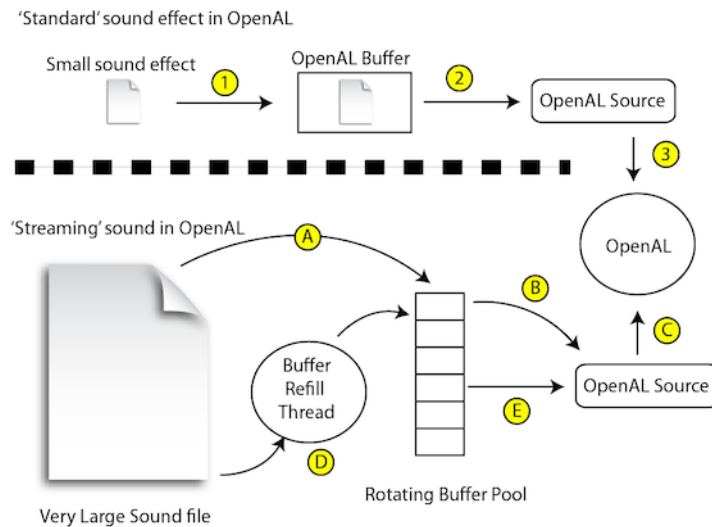 'Standard' sound effect in OpenAL
Small sound effect
1
OpenAL Buffer
2
OpenAL Source
3
OpenAL
'Streaming' sound in OpenAL
A
B
C
Buffer
Refill
Thread
OpenAL Source
E
D
Rotating Buffer Pool
Very Large Sound file